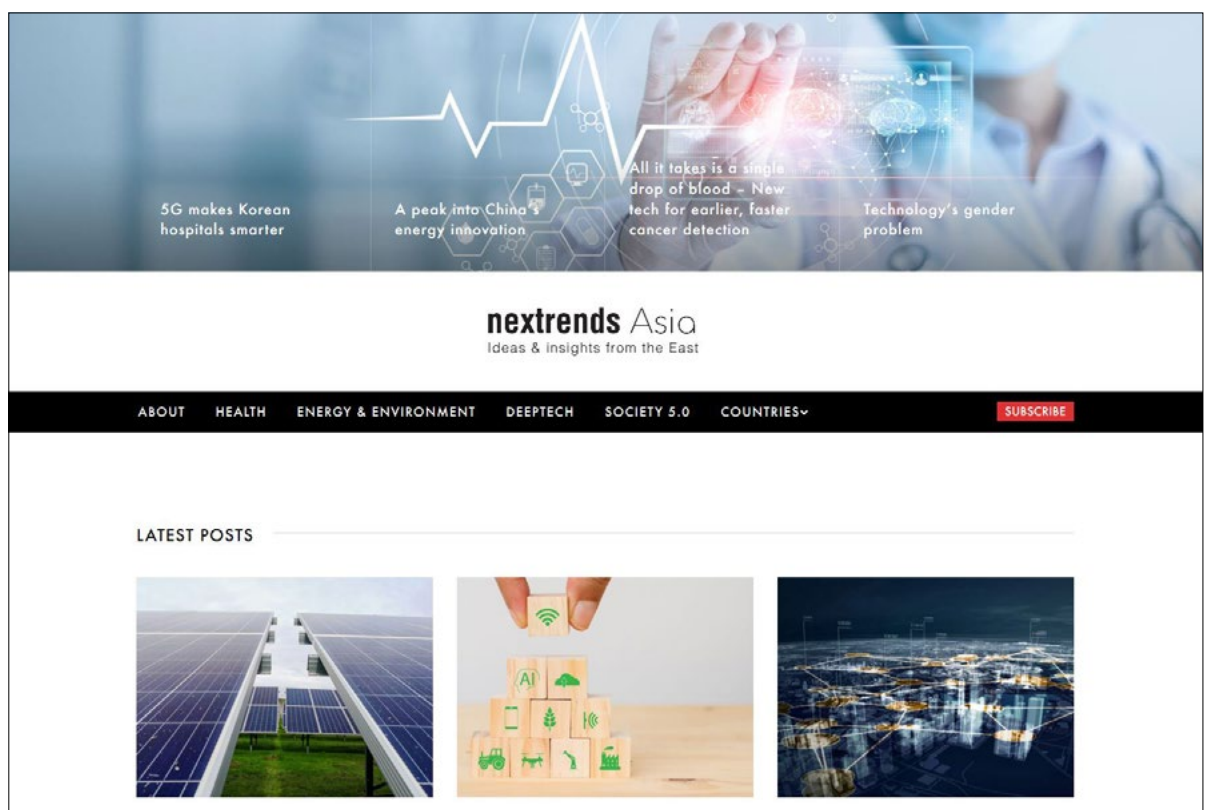 5G makes Korean
hospitals smarter
A peak into China's
energy innovation
All it takes is a single
drop of blood – New
tech for earlier, faster
cancer detection
Technology's gender
problem
nextrends Asia
Ideas & insights from the East
ABOUT HEALTH ENERGY & ENVIRONMENT DEEPTECH SOCIETY 5.0 COUNTRIES SUBSCRIBE
LATEST POSTS
AI